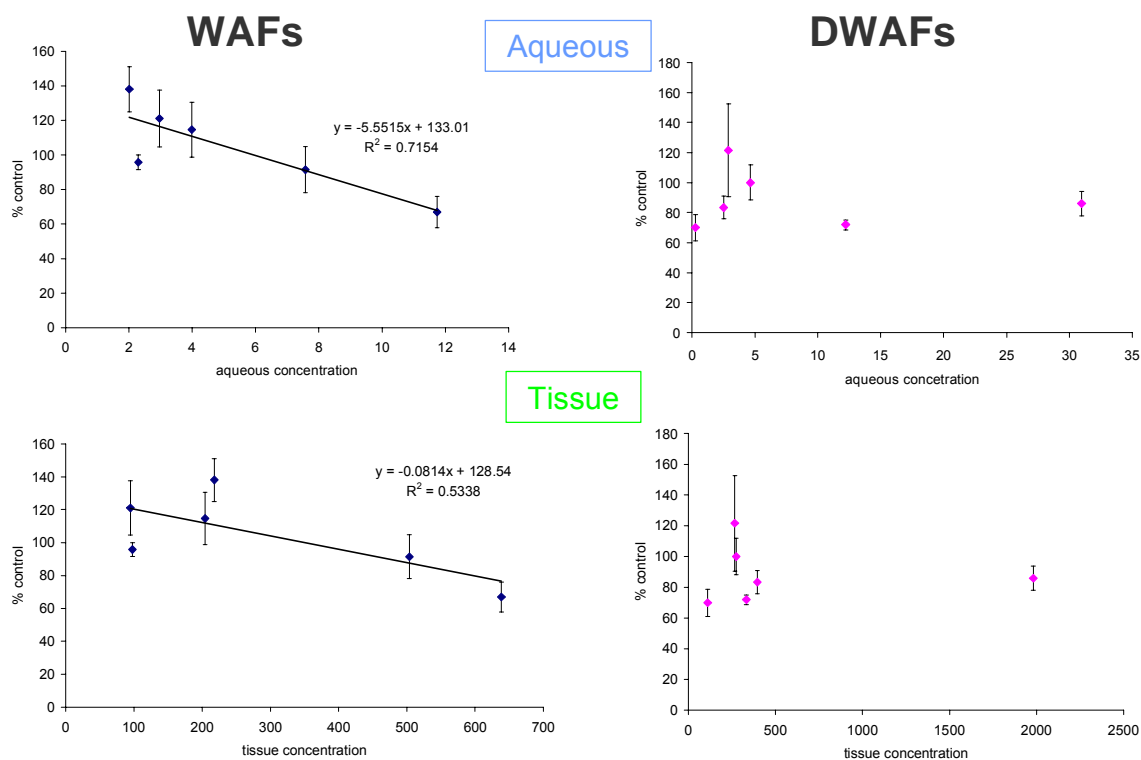 WAFs
Aqueous
DWAFs
160
140
120
100
80
60
40
20
0
% control
y = -5.5515x + 133.01
R² = 0.7154
0 2 4 6 8 10 12 14
aqueous concentration
180
160
140
120
100
80
60
40
20
0
% control
0 5 10 15 20 25 30 35
aqueous concetration
Tissue
160
140
120
100
80
60
40
20
0
% control
y = -0.0814x + 128.54
R² = 0.5338
0 100 200 300 400 500 600 700
tissue concentration
180
160
140
120
100
80
60
40
20
0
% control
0 500 1000 1500 2000 2500
tissue concentration